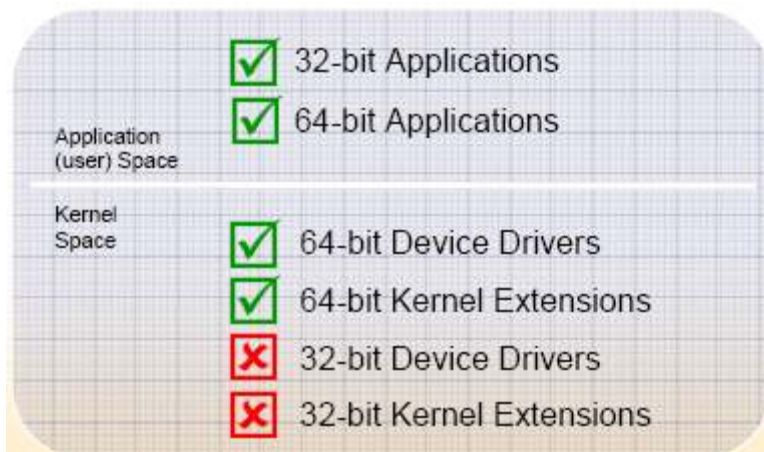 32-bit Applications
64-bit Applications
Application
(user) Space
Kernel
Space
64-bit Device Drivers
64-bit Kernel Extensions
32-bit Device Drivers
32-bit Kernel Extensions